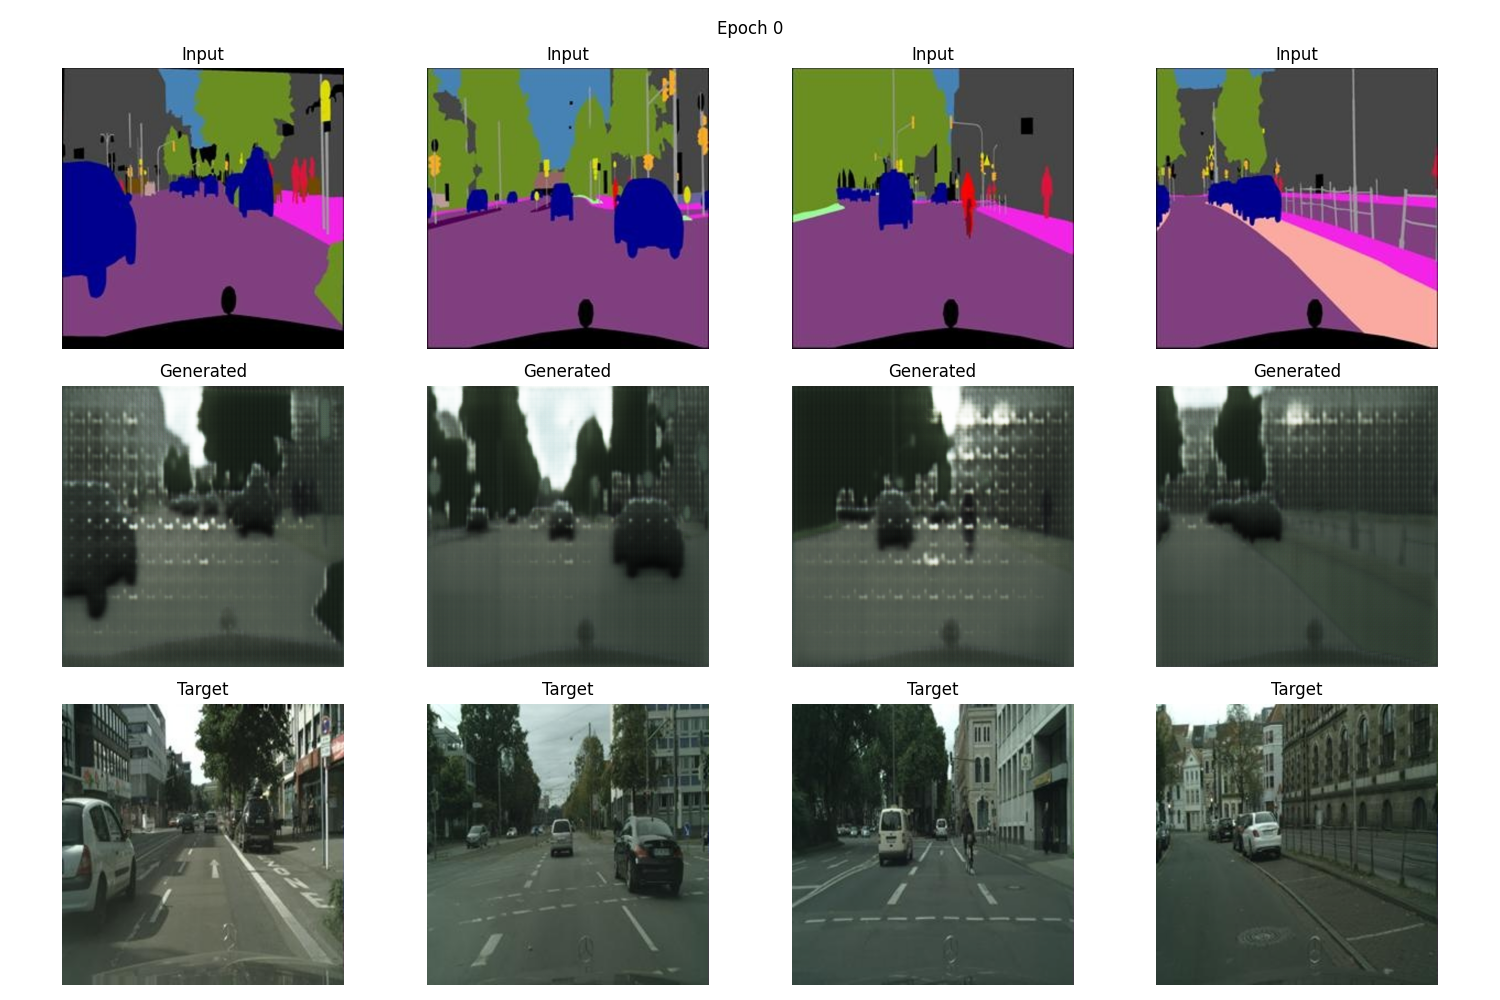 Epoch 0
Input Input Input Input
Generated Generated Generated Generated
Target Target Target Target